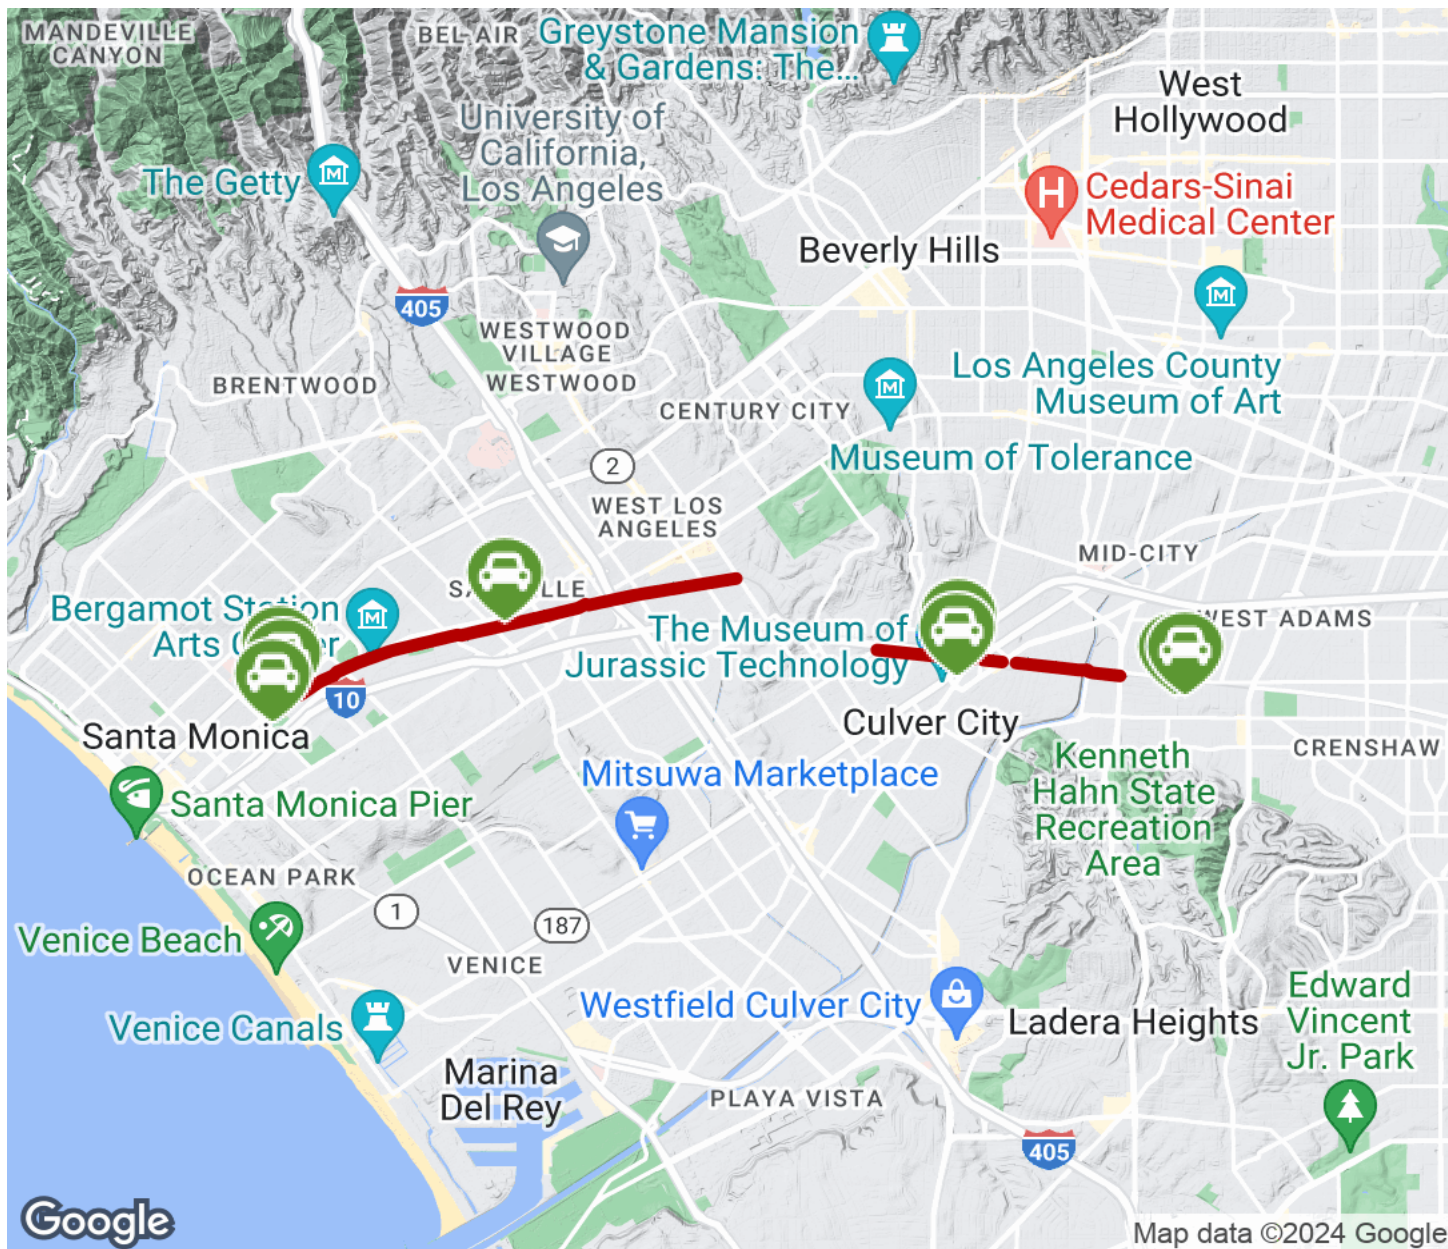 MANDEVILLE
CANYON
BEL AIR
Greystone Mansion
& Gardens: The...
West
Hollywood
University of
California,
Los Angeles
The Getty
H
Cedars-Sinai
Medical Center
Beverly Hills
405
WESTWOOD
VILLAGE
WESTWOOD
BRENTWOOD
Los Angeles County
Museum of Art
CENTURY CITY
Museum of Tolerance
2
WEST LOS
ANGELES
MID-CITY
Bergamot Station
Arts
WEST ADAMS
The Museum of
Jurassic Technology
10
Santa Monica
Culver City
CRENSHAW
Kenneth
Hahn State
Recreation
Area
Mitsuwa Marketplace
Santa Monica Pier
OCEAN PARK
1
187
Venice Beach
VENICE
Westfield Culver City
Ladera Heights
Edward
Vincent
Jr. Park
Venice Canals
Marina
Del Rey
PLAYA VISTA
405
Google
Map data ©2024 Google